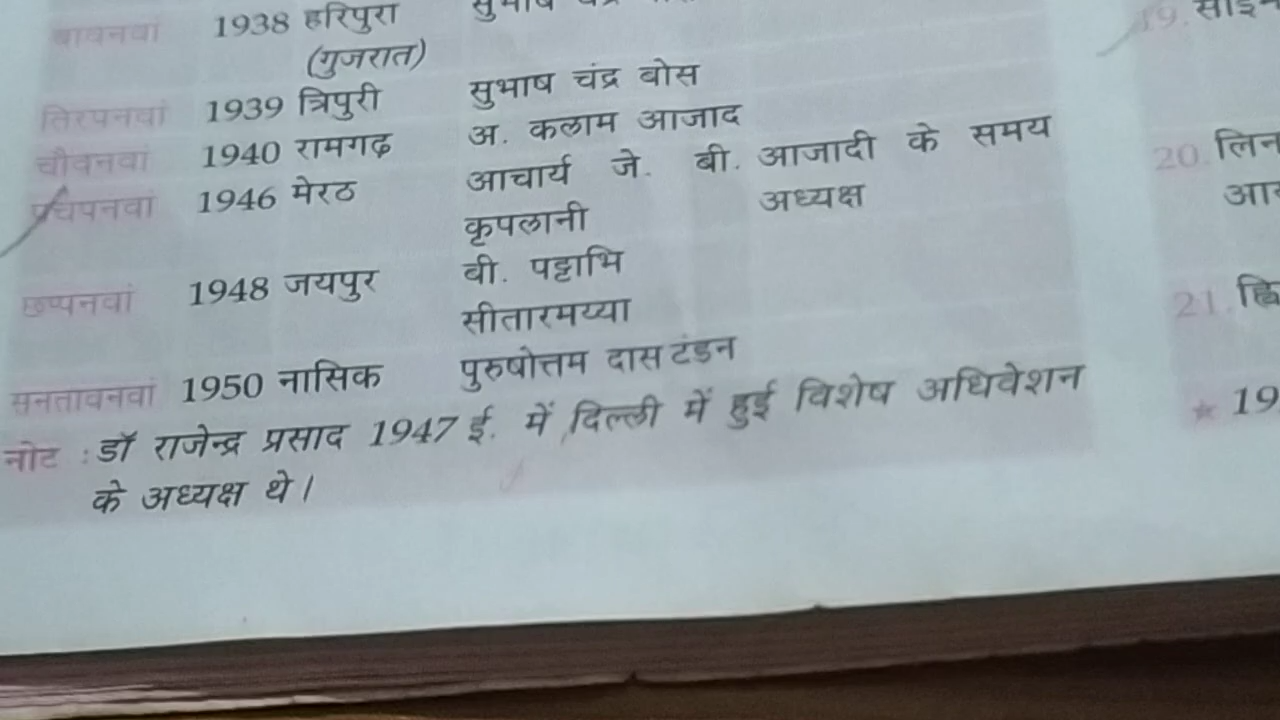 बावनवां 1938 हरिपुरा सुभाष चंद्र
(गुजरात)
तिरपनवां 1939 त्रिपुरी सुभाष चंद्र बोस
चौवनवां 1940 रामगढ़ अ. कलाम आजाद
पचपनवां 1946 मेरठ आचार्य जे. बी. आजादी के समय
कृपलानी अध्यक्ष
छप्पनवां 1948 जयपुर बी. पट्टाभि
सीतारमय्या
सनतावनवां 1950 नासिक पुरुषोत्तम दास टंडन
नोट : डॉ राजेन्द्र प्रसाद 1947 ई. में दिल्ली में हुई विशेष अधिवेशन
के अध्यक्ष थे।
19.
20. लिन
21.
★ 19